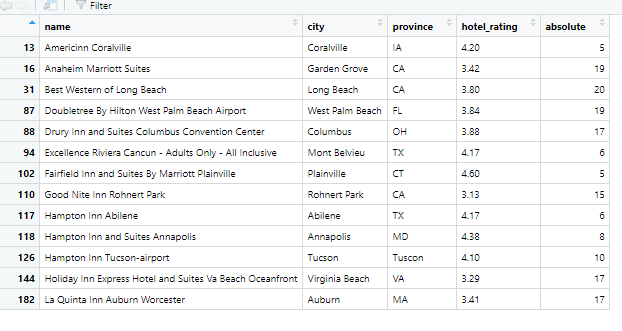 Filter
name city province hotel_rating absolute
13 Americinn Coralville Coralville IA 4.20 5
16 Anaheim Marriott Suites Garden Grove CA 3.42 19
31 Best Western of Long Beach Long Beach CA 3.80 20
87 Doubletree By Hilton West Palm Beach Airport West Palm Beach FL 3.84 19
88 Drury Inn and Suites Columbus Convention Center Columbus OH 3.88 17
94 Excellence Riviera Cancun - Adults Only - All Inclusive Mont Belvieu TX 4.17 6
102 Fairfield Inn and Suites By Marriott Plainville Plainville CT 4.60 5
110 Good Nite Inn Rohnert Park Rohnert Park CA 3.13 15
117 Hampton Inn Abilene Abilene TX 4.17 6
118 Hampton Inn and Suites Annapolis Annapolis MD 4.38 8
126 Hampton Inn Tucson-airport Tucson Tuscon 4.10 10
144 Holiday Inn Express Hotel and Suites Va Beach Oceanfront Virginia Beach VA 3.29 17
182 La Quinta Inn Auburn Worcester Auburn MA 3.41 17